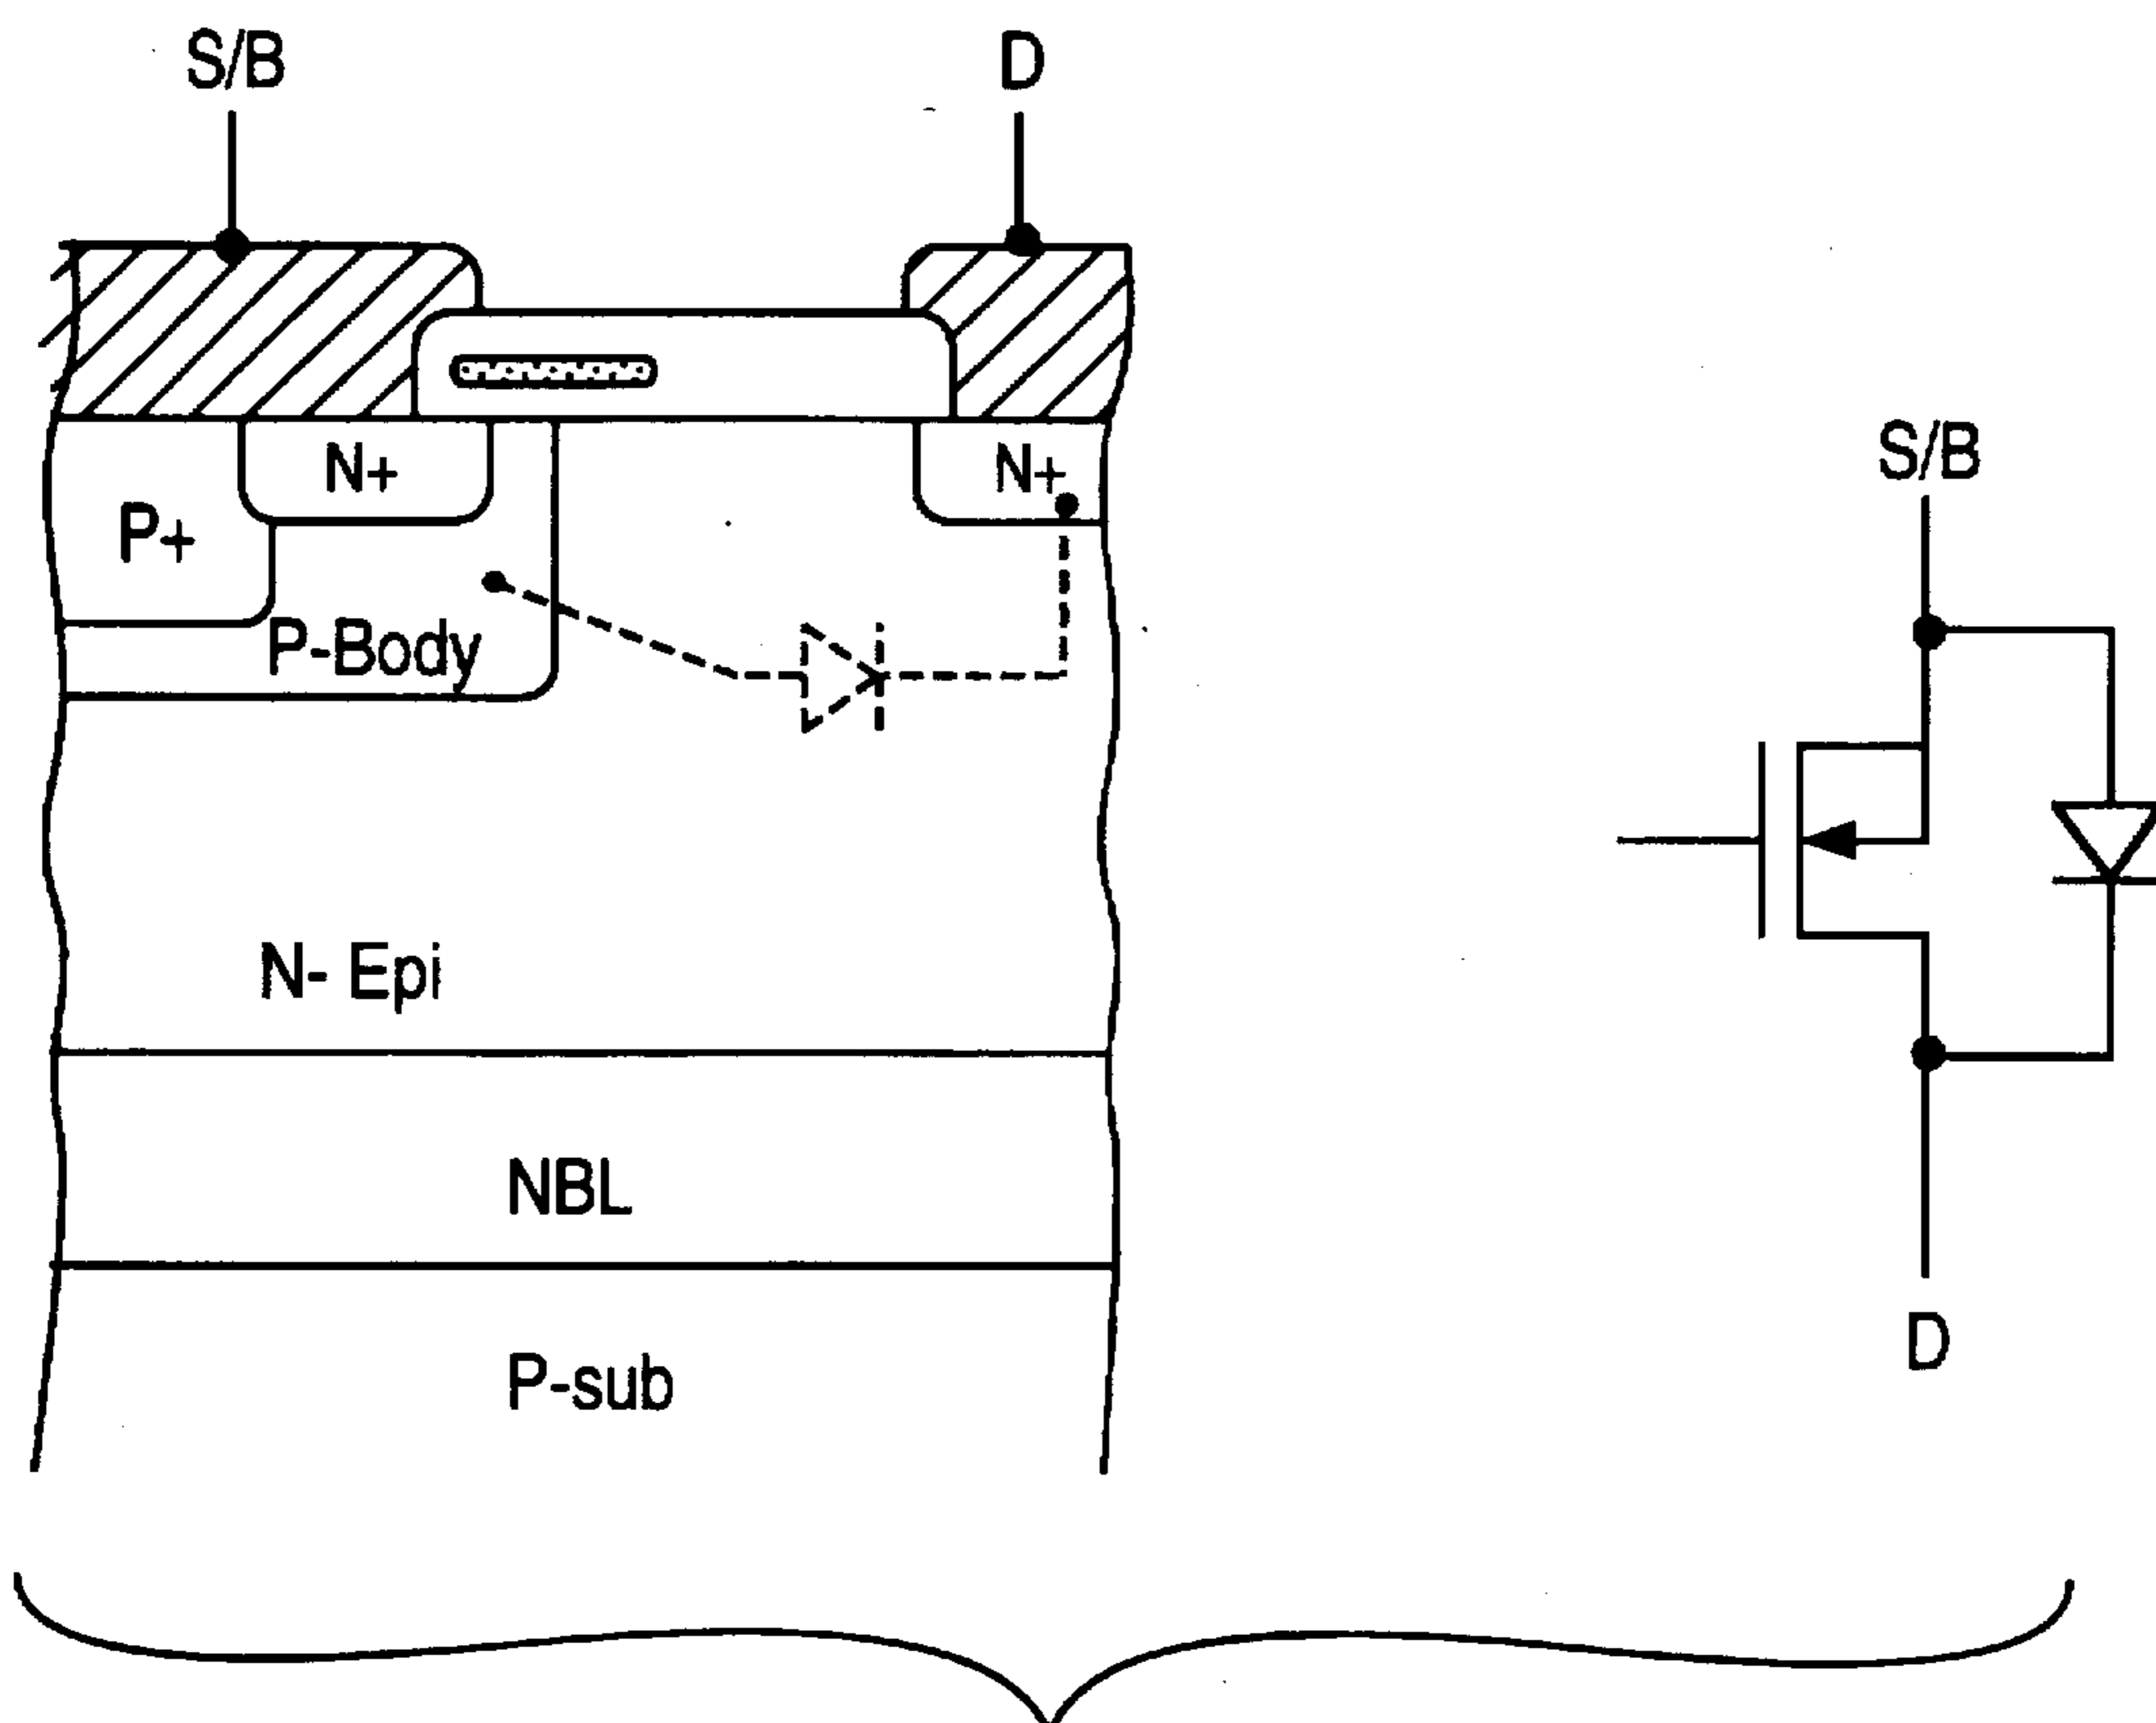 S/B
D
N+
N+
P+
P-Body
N- Epi
NBL
P-sub
S/B
D